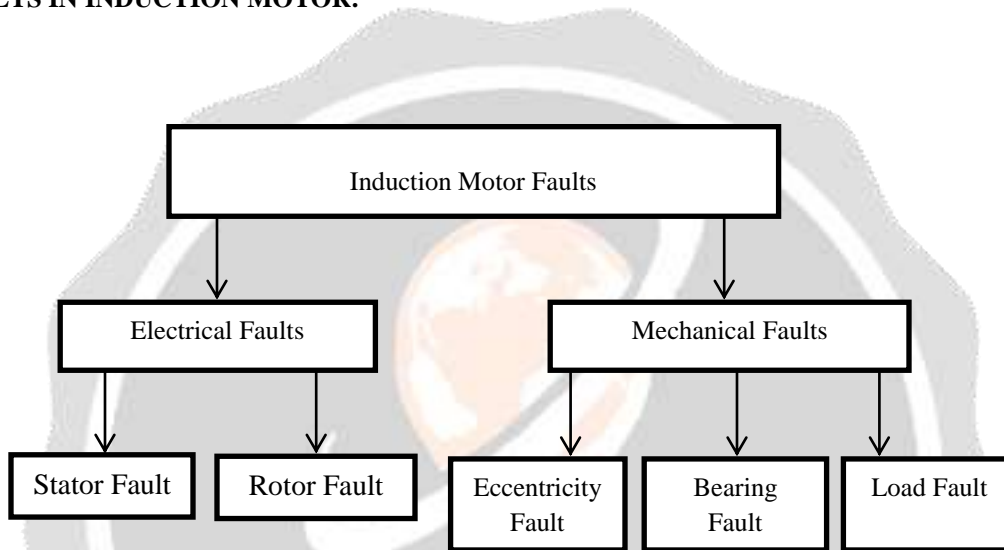 IN INDUCTION MOTOR.
Induction Motor Faults
Electrical Faults
Mechanical Faults
Stator Fault
Rotor Fault
Eccentricity
Fault
Bearing
Fault
Load Fault